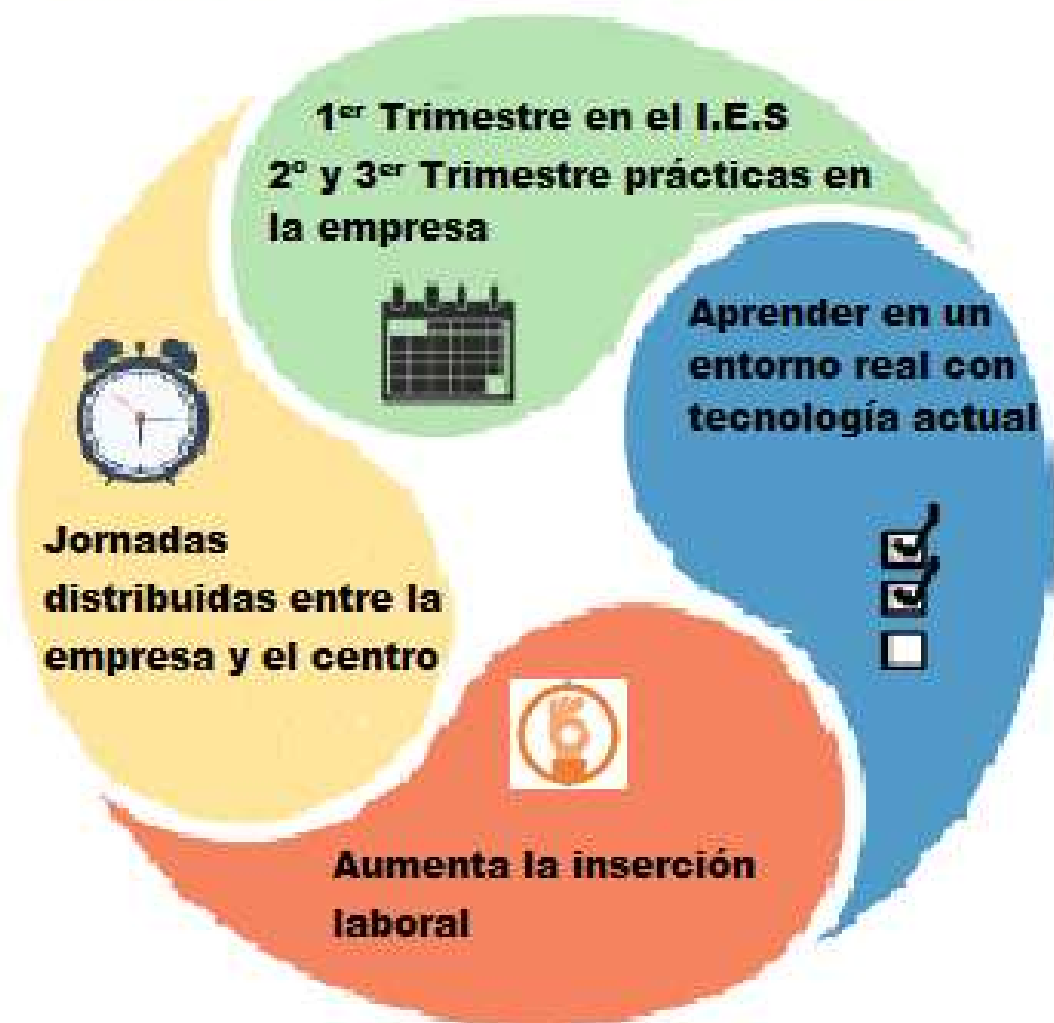 1er Trimestre en el I.E.S
2º y 3er Trimestre prácticas en
la empresa
Aprender en un
entorno real con
tecnología actual
Jornadas
distribuidas entre la
empresa y el centro
Aumenta la inserción
laboral